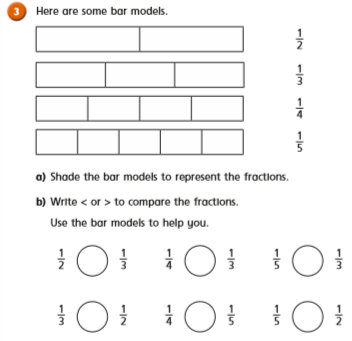 3 Here are some bar models.
1/2
1/3
1/4
1/5
a) Shade the bar models to represent the fractions.
b) Write < or > to compare the fractions.
Use the bar models to help you.
1/2 1/3 1/4 1/3 1/5 1/3
1/3 1/2 1/4 1/5 1/5 1/2